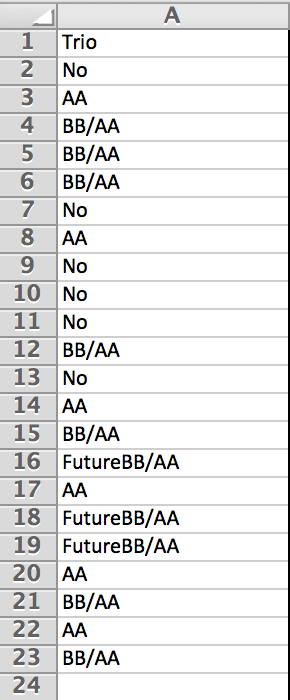 A
1 Trio
2 No
3 AA
4 BB/AA
5 BB/AA
6 BB/AA
7 No
8 AA
9 No
10 No
11 No
12 BB/AA
13 No
14 AA
15 BB/AA
16 FutureBB/AA
17 AA
18 FutureBB/AA
19 FutureBB/AA
20 AA
21 BB/AA
22 AA
23 BB/AA
24